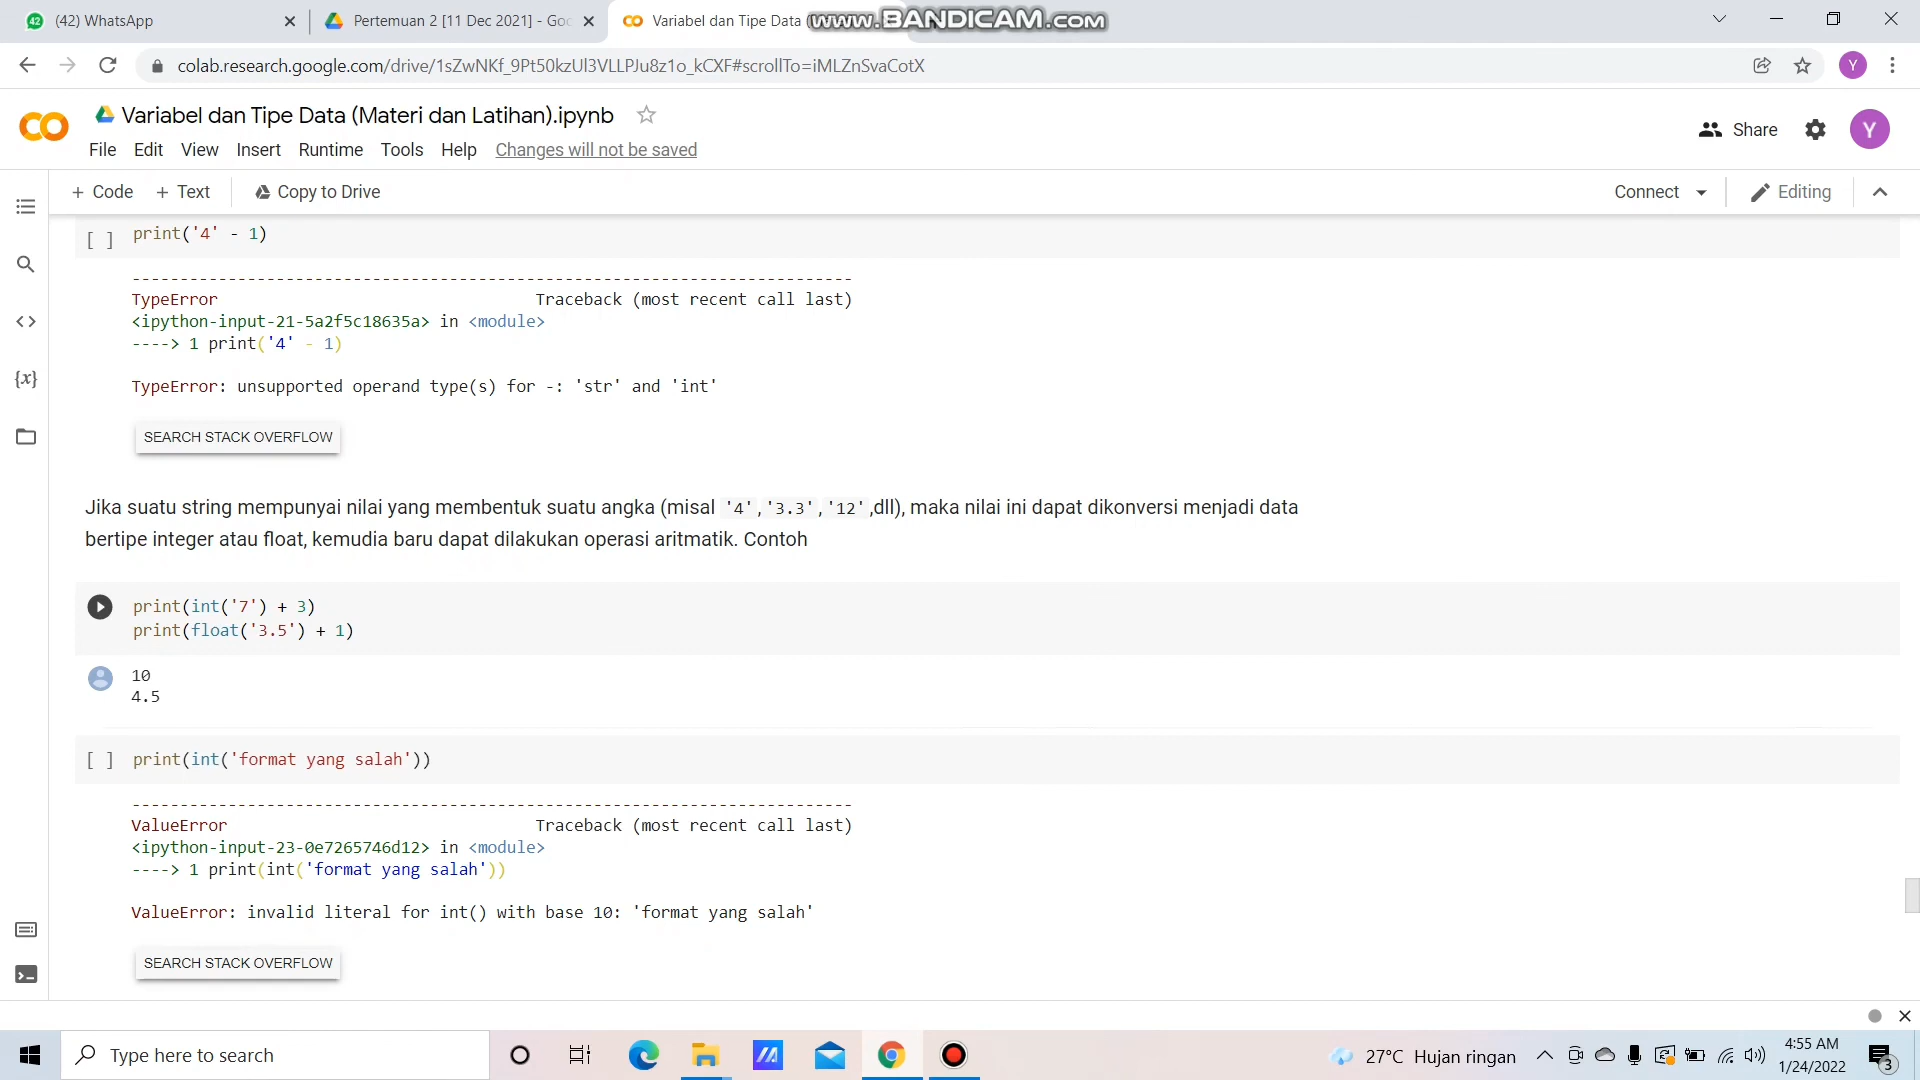 (42) WhatsApp
Pertemuan 2 [11 Dec 2021] - Goo
Variabel dan Tipe Data (
www.BANDICAM.com
colab.research.google.com/drive/1sZwNKf_9Pt50kzUl3VLLPJu8z1o_kCXF#scrollTo=iMLZnSvaCotX
Y
CO
Variabel dan Tipe Data (Materi dan Latihan).ipynb
Share
Y
File Edit View Insert Runtime Tools Help Changes will not be saved
+ Code + Text Copy to Drive
Connect
Editing
[ ] print('4' - 1)
---------------------------------------------------------------------------
TypeError Traceback (most recent call last)
<ipython-input-21-5a2f5c18635a> in <module>
----> 1 print('4' - 1)
TypeError: unsupported operand type(s) for -: 'str' and 'int'
SEARCH STACK OVERFLOW
Jika suatu string mempunyai nilai yang membentuk suatu angka (misal '4','3.3','12',dll), maka nilai ini dapat dikonversi menjadi data
bertipe integer atau float, kemudia baru dapat dilakukan operasi aritmatik. Contoh
print(int('7') + 3)
print(float('3.5') + 1)
10
4.5
[ ] print(int('format yang salah'))
---------------------------------------------------------------------------
ValueError Traceback (most recent call last)
<ipython-input-23-0e7265746d12> in <module>
----> 1 print(int('format yang salah'))
ValueError: invalid literal for int() with base 10: 'format yang salah'
SEARCH STACK OVERFLOW
Type here to search
27°C Hujan ringan
4:55 AM
1/24/2022
3